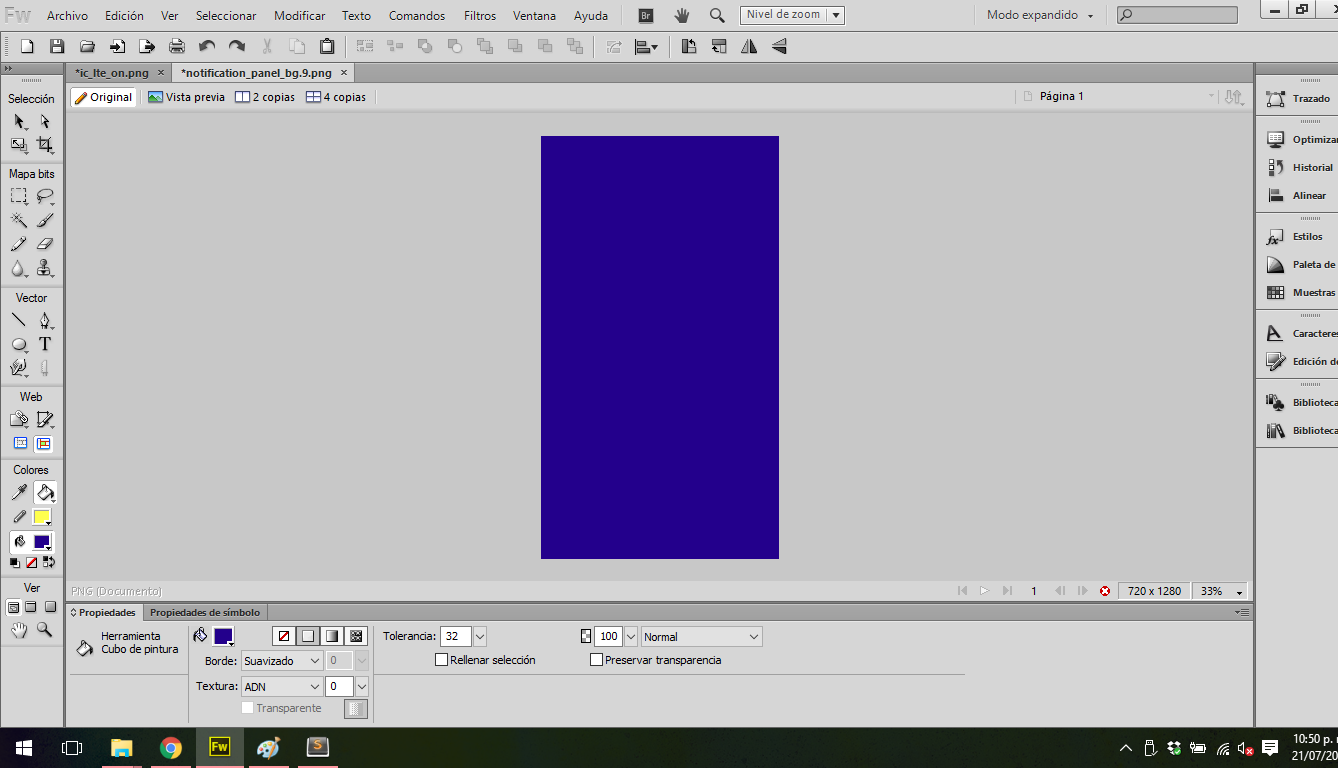 Fw Archivo Edición Ver Seleccionar Modificar Texto Comandos Filtros Ventana Ayuda Br Nivel de zoom Modo expandido
*ic_lte_on.png × *notification_panel_bg.9.png ×
Original Vista previa 2 copias 4 copias Página 1
Selección
Mapa bits
Vector
T
Web
Colores
Ver
Trazado
Optimizar
Historial
Alinear
Estilos
Paleta de
Muestras
Caracteres
Edición de
Biblioteca
Biblioteca
PNG (Documento) 1 720 x 1280 33%
Propiedades Propiedades de símbolo
Herramienta
Cubo de pintura
Tolerancia: 32 100 Normal
Borde: Suavizado 0 Rellenar selección Preservar transparencia
Textura: ADN 0
Transparente
Fw S
10:50 p.
21/07/20